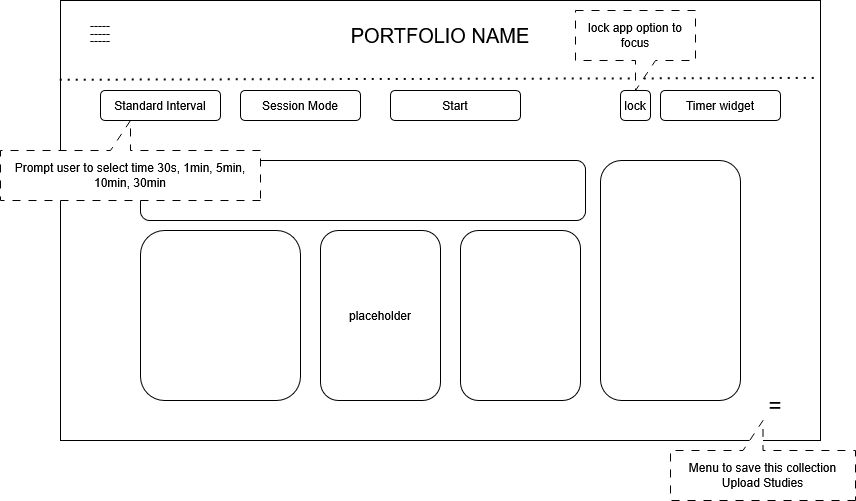 PORTFOLIO NAME
lock app option to
focus
Standard Interval
Session Mode
Start
lock
Timer widget
Prompt user to select time 30s, 1min, 5min,
10min, 30min
placeholder
=
Menu to save this collection
Upload Studies